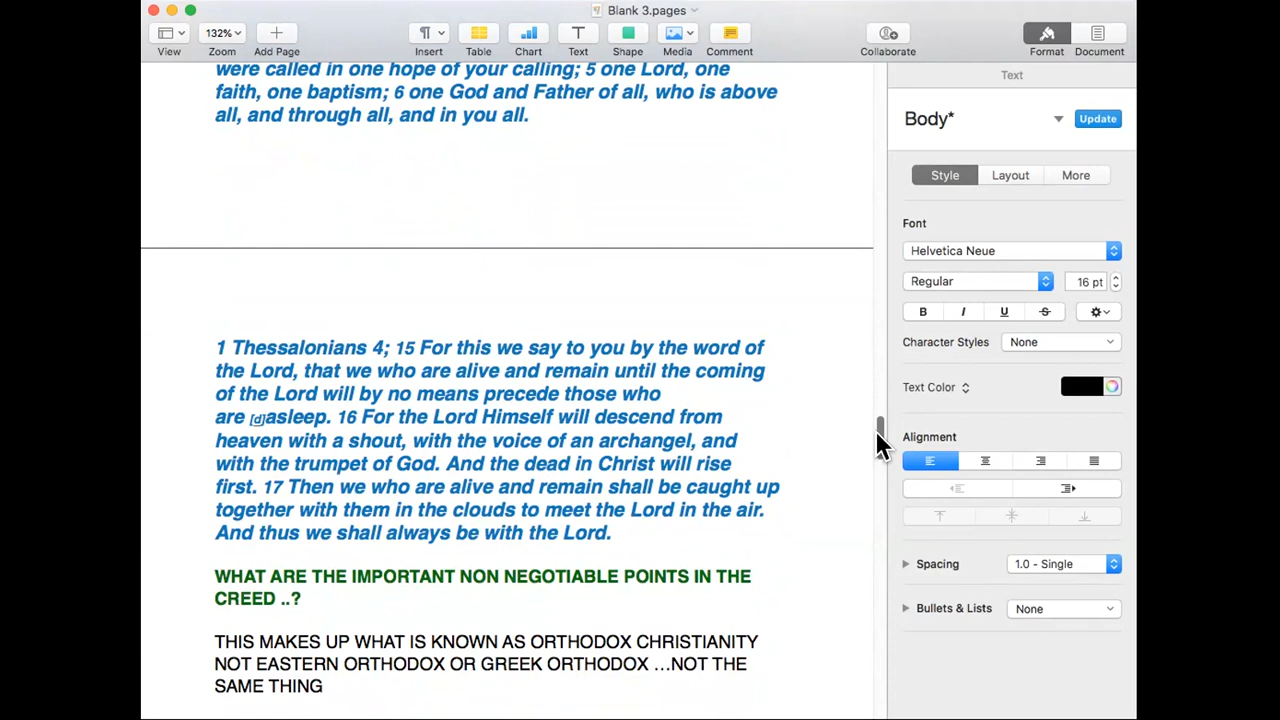 Blank 3.pages
132%
View
Zoom
Add Page
Insert
Table
Chart
Text
Shape
Media
Comment
Collaborate
Format
Document
were called in one hope of your calling; 5 one Lord, one
faith, one baptism; 6 one God and Father of all, who is above
all, and through all, and in you all.
1 Thessalonians 4; 15 For this we say to you by the word of
the Lord, that we who are alive and remain until the coming
of the Lord will by no means precede those who
are [d]asleep. 16 For the Lord Himself will descend from
heaven with a shout, with the voice of an archangel, and
with the trumpet of God. And the dead in Christ will rise
first. 17 Then we who are alive and remain shall be caught up
together with them in the clouds to meet the Lord in the air.
And thus we shall always be with the Lord.
WHAT ARE THE IMPORTANT NON NEGOTIABLE POINTS IN THE
CREED ..?
THIS MAKES UP WHAT IS KNOWN AS ORTHODOX CHRISTIANITY
NOT EASTERN ORTHODOX OR GREEK ORTHODOX …NOT THE
SAME THING
Text
Body*
Update
Style
Layout
More
Font
Helvetica Neue
Regular
16 pt
B I U S
Character Styles
None
Text Color
Alignment
Spacing
1.0 - Single
Bullets & Lists
None